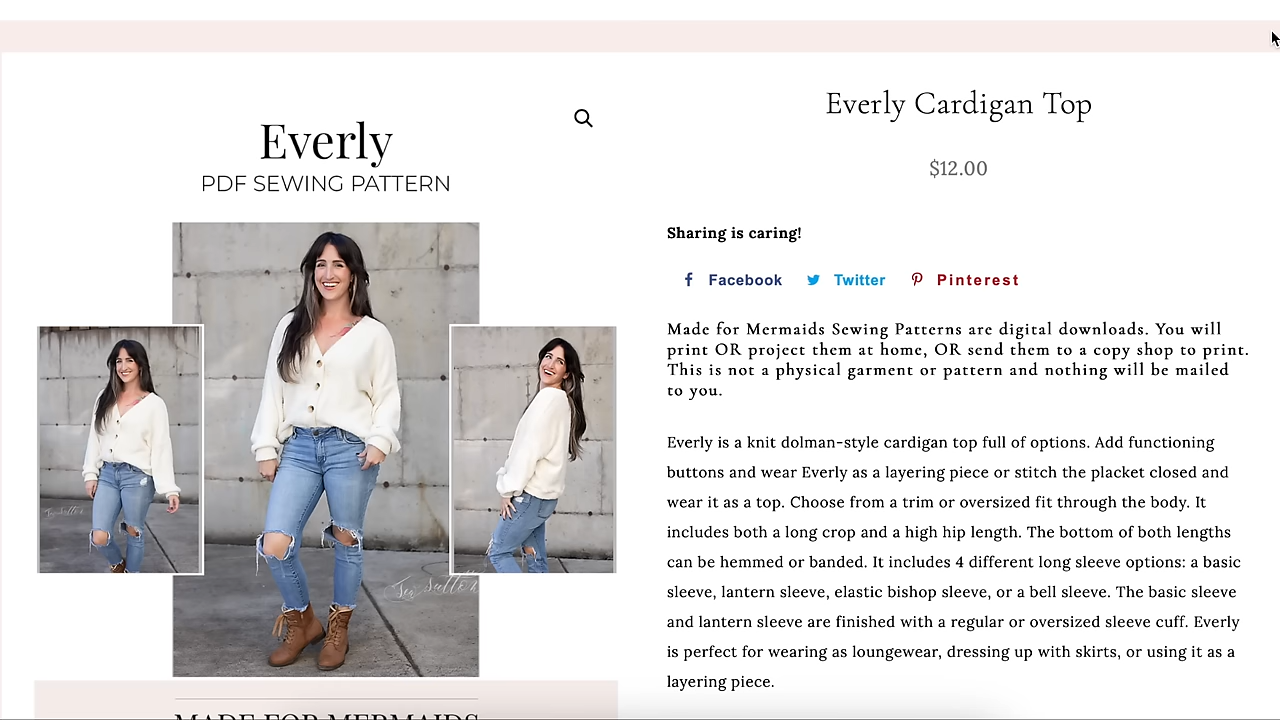 Everly
PDF SEWING PATTERN
Jen Sutton
MADE FOR MERMAIDS
Everly Cardigan Top
$12.00
Sharing is caring!
Facebook
Twitter
Pinterest
Made for Mermaids Sewing Patterns are digital downloads. You will
print OR project them at home, OR send them to a copy shop to print.
This is not a physical garment or pattern and nothing will be mailed
to you.
Everly is a knit dolman-style cardigan top full of options. Add functioning
buttons and wear Everly as a layering piece or stitch the placket closed and
wear it as a top. Choose from a trim or oversized fit through the body. It
includes both a long crop and a high hip length. The bottom of both lengths
can be hemmed or banded. It includes 4 different long sleeve options: a basic
sleeve, lantern sleeve, elastic bishop sleeve, or a bell sleeve. The basic sleeve
and lantern sleeve are finished with a regular or oversized sleeve cuff. Everly
is perfect for wearing as loungewear, dressing up with skirts, or using it as a
layering piece.